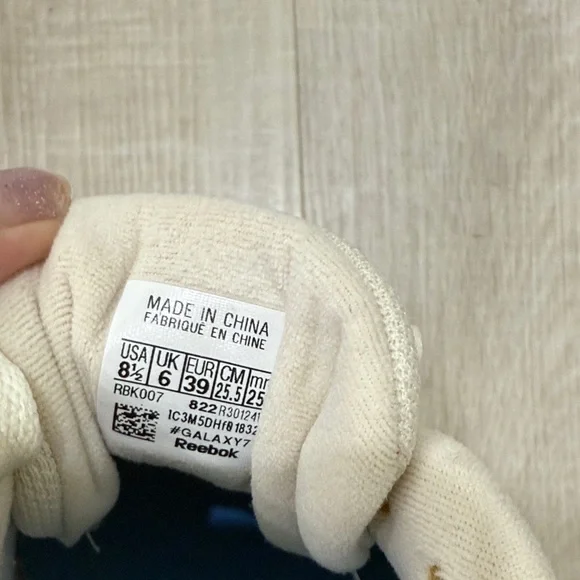 MADE IN CHINA
FABRIQUÉ EN CHINE
USA UK EUR CM
8½ 6 39 25.5 25
RBK007 822 R301241
#GALAXY7
Reebok